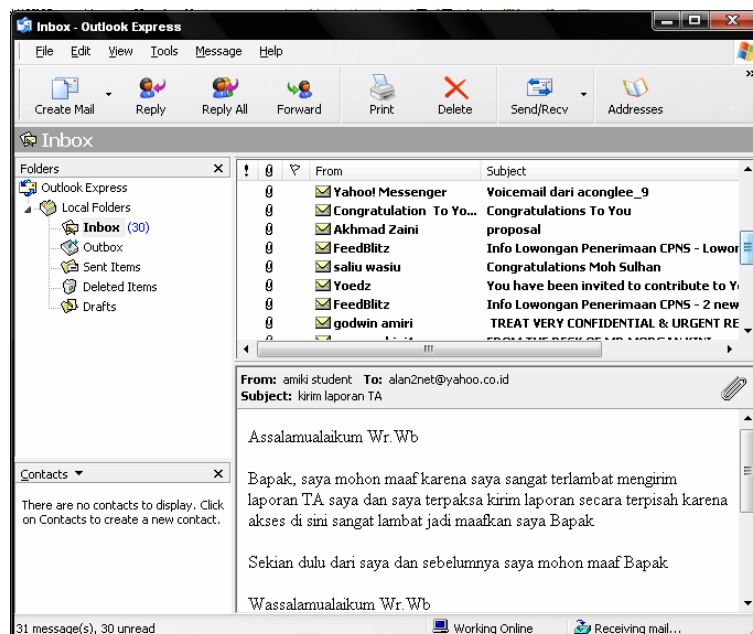 Inbox - Outlook Express
File Edit View Tools Message Help
Create Mail Reply Reply All Forward Print Delete Send/Recv Addresses
Inbox
Folders
Outlook Express
Local Folders
Inbox (30)
Outbox
Sent Items
Deleted Items
Drafts
! From Subject
Yahoo! Messenger Voicemail dari aconglee_9
Congratulation To Yo... Congratulations To You
Akhmad Zaini proposal
FeedBlitz Info Lowongan Penerimaan CPNS - Lowor
saliu wasiu Congratulations Moh Sulhan
Yoedz You have been invited to contribute to Y
FeedBlitz Info Lowongan Penerimaan CPNS - 2 new
godwin amiri TREAT VERY CONFIDENTIAL & URGENT RE
From: amiki student To: alan2net@yahoo.co.id
Subject: kirim laporan TA
Assalamualaikum Wr.Wb
Bapak, saya mohon maaf karena saya sangat terlambat mengirim
laporan TA saya dan saya terpaksa kirim laporan secara terpisah karena
akses di sini sangat lambat jadi maafkan saya Bapak
Sekian dulu dari saya dan sebelumnya saya mohon maaf Bapak
Wassalamualaikum Wr.Wb
Contacts
There are no contacts to display. Click
on Contacts to create a new contact.
31 message(s), 30 unread Working Online Receiving mail...